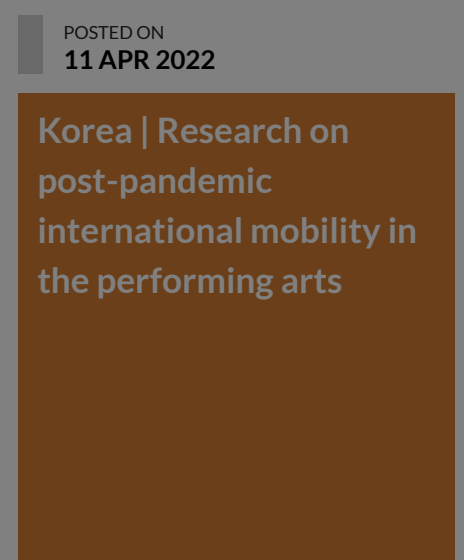 POSTED ON
11 APR 2022
Korea | Research on
post-pandemic
international mobility in
the performing arts